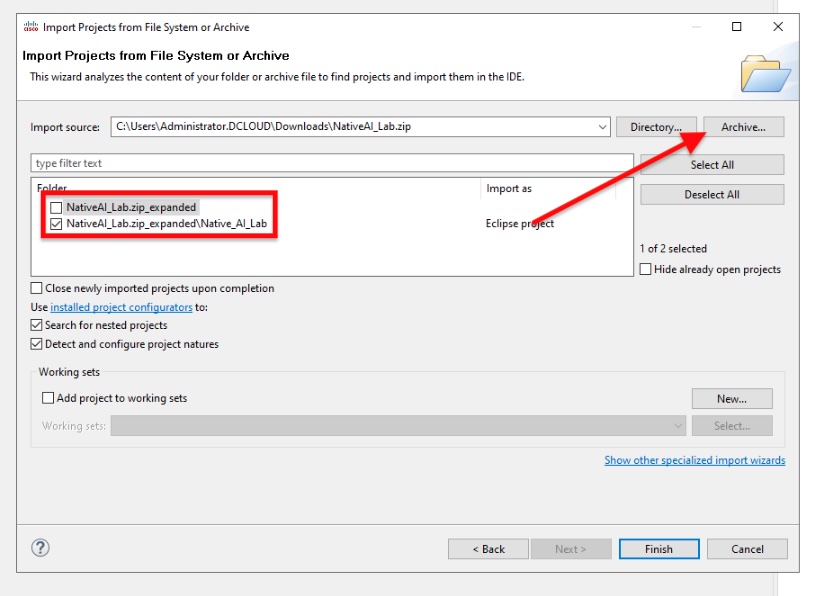 cisco Import Projects from File System or Archive
Import Projects from File System or Archive
This wizard analyzes the content of your folder or archive file to find projects and import them in the IDE.
Import source: C:\Users\Administrator.DCLOUD\Downloads\NativeAI_Lab.zip Directory... Archive...
type filter text Select All
Folder Import as
Deselect All
NativeAI_Lab.zip_expanded
NativeAI_Lab.zip_expanded\Native_AI_Lab Eclipse project
1 of 2 selected
Hide already open projects
Close newly imported projects upon completion
Use installed project configurators to:
Search for nested projects
Detect and configure project natures
Working sets
Add project to working sets New...
Working sets: Select...
Show other specialized import wizards
? < Back Next > Finish Cancel